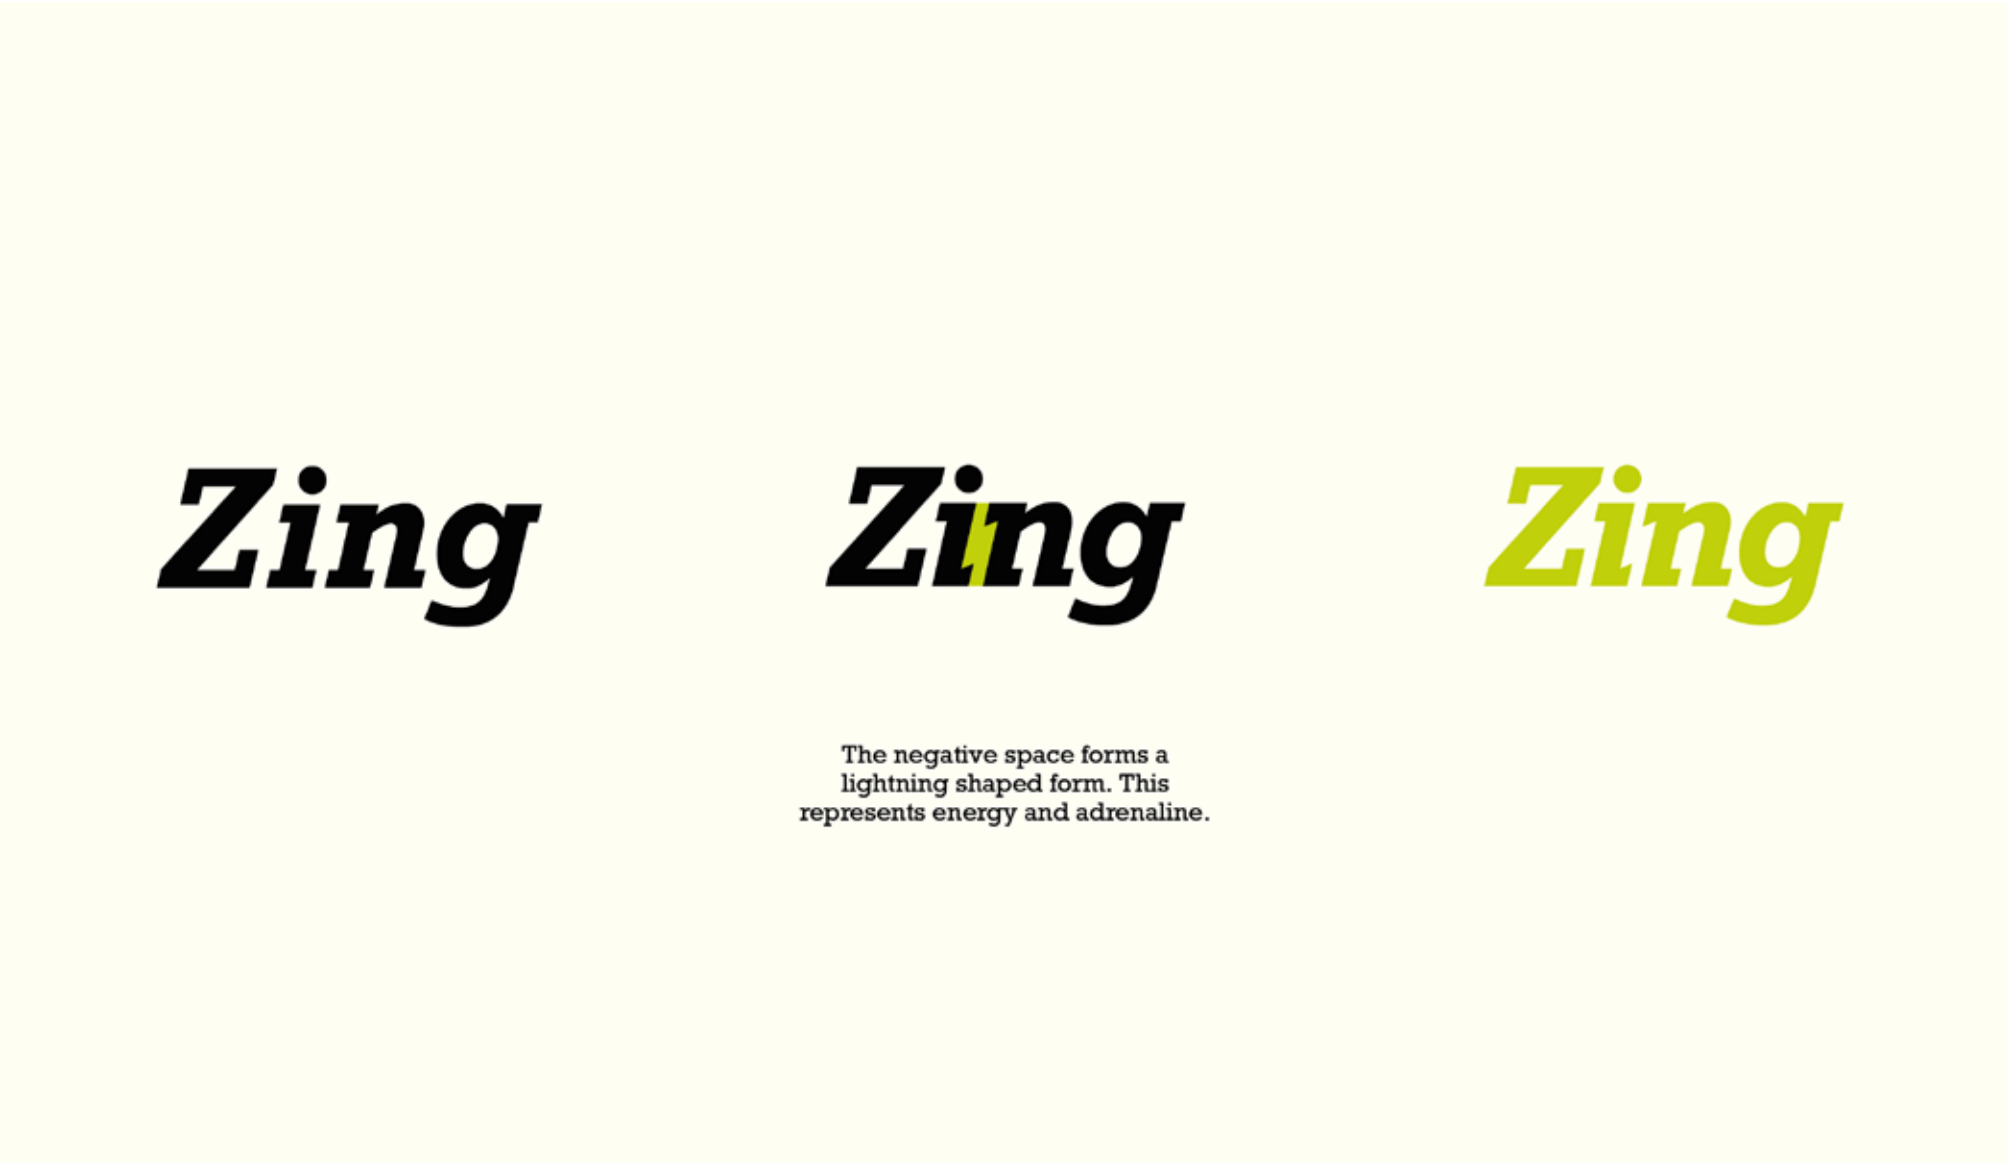 Zing
Zing
Zing
The negative space forms a
lightning shaped form. This
represents energy and adrenaline.